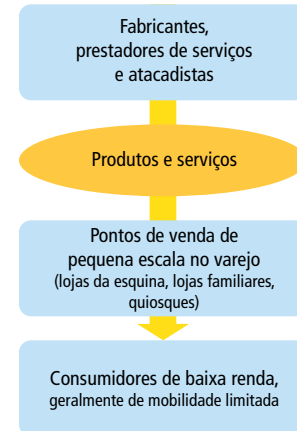 Fabricantes,
prestadores de serviços
e atacadistas
Produtos e serviços
Pontos de venda de
pequena escala no varejo
(lojas da esquina, lojas familiares,
quiosques)
Consumidores de baixa renda,
geralmente de mobilidade limitada